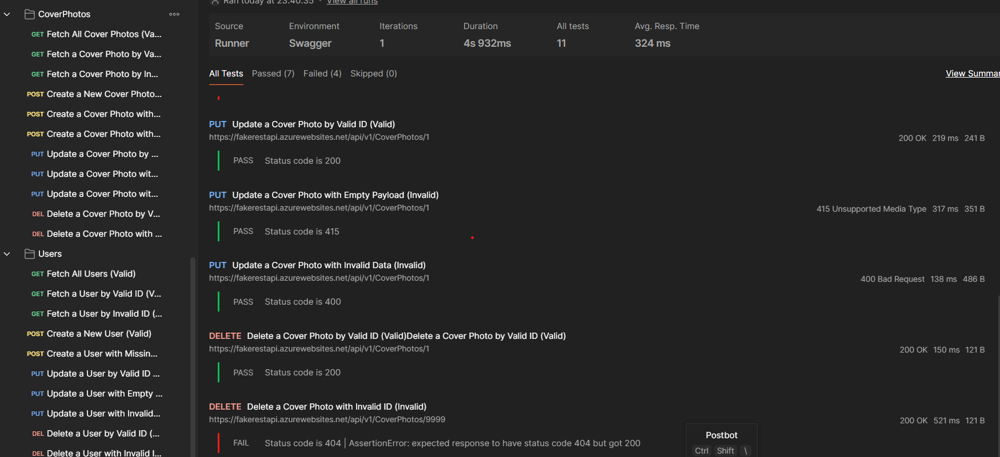 CoverPhotos
GET Fetch All Cover Photos (Va...
GET Fetch a Cover Photo by Va...
GET Fetch a Cover Photo by In...
POST Create a New Cover Photo...
POST Create a Cover Photo with...
POST Create a Cover Photo with...
PUT Update a Cover Photo by ...
PUT Update a Cover Photo wit...
PUT Update a Cover Photo wit...
DEL Delete a Cover Photo by V...
DEL Delete a Cover Photo with ...
Users
GET Fetch All Users (Valid)
GET Fetch a User by Valid ID (V...
GET Fetch a User by Invalid ID (...
POST Create a New User (Valid)
POST Create a User with Missin...
PUT Update a User by Valid ID ...
PUT Update a User with Empty ...
PUT Update a User with Invalid...
DEL Delete a User by Valid ID (...
DEL Delete a User with Invalid I...
Ran today at 23:40:35 · View all runs
Source Environment Iterations Duration All tests Avg. Resp. Time
Runner Swagger 1 4s 932ms 11 324 ms
All Tests Passed (7) Failed (4) Skipped (0) View Summar
PUT Update a Cover Photo by Valid ID (Valid)
https://fakerestapi.azurewebsites.net/api/v1/CoverPhotos/1
200 OK 219 ms 241 B
PASS Status code is 200
PUT Update a Cover Photo with Empty Payload (Invalid)
https://fakerestapi.azurewebsites.net/api/v1/CoverPhotos/1
415 Unsupported Media Type 317 ms 351 B
PASS Status code is 415
PUT Update a Cover Photo with Invalid Data (Invalid)
https://fakerestapi.azurewebsites.net/api/v1/CoverPhotos/1
400 Bad Request 138 ms 486 B
PASS Status code is 400
DELETE Delete a Cover Photo by Valid ID (Valid)Delete a Cover Photo by Valid ID (Valid)
https://fakerestapi.azurewebsites.net/api/v1/CoverPhotos/1
200 OK 150 ms 121 B
PASS Status code is 200
DELETE Delete a Cover Photo with Invalid ID (Invalid)
https://fakerestapi.azurewebsites.net/api/v1/CoverPhotos/9999
200 OK 521 ms 121 B
FAIL Status code is 404 | AssertionError: expected response to have status code 404 but got 200
Postbot
Ctrl Shift \